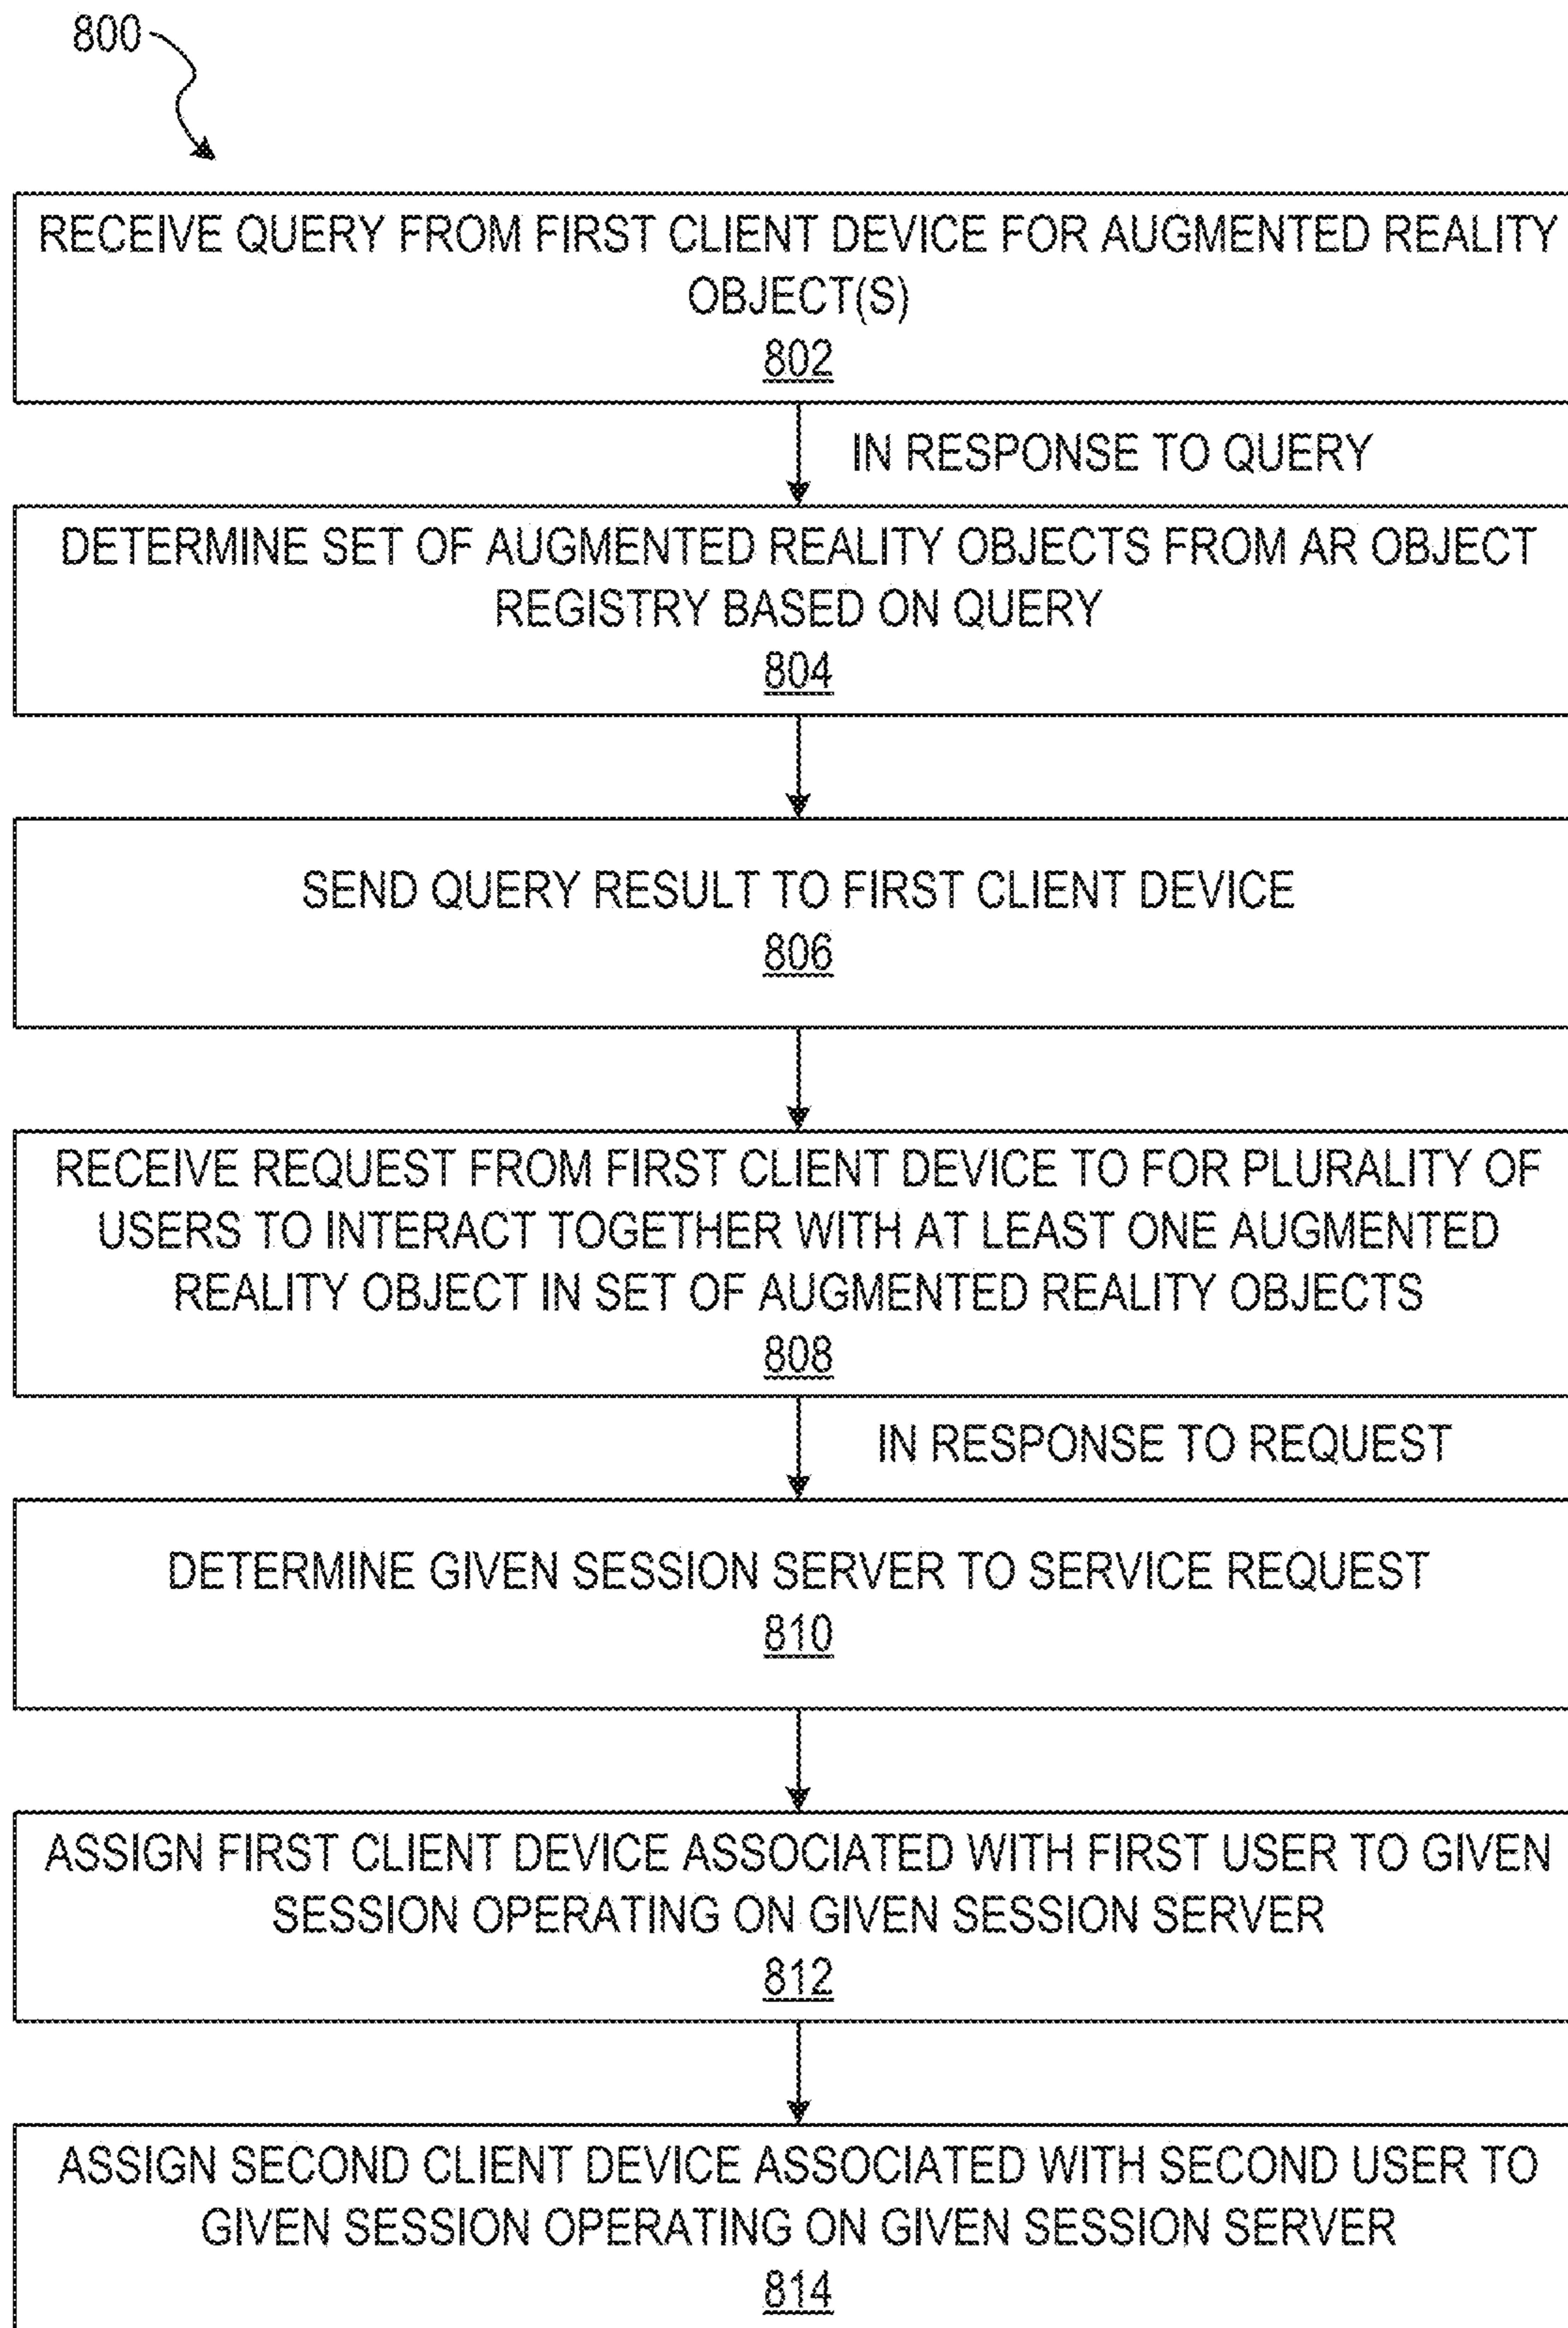 800
RECEIVE QUERY FROM FIRST CLIENT DEVICE FOR AUGMENTED REALITY
OBJECT(S)
802
IN RESPONSE TO QUERY
DETERMINE SET OF AUGMENTED REALITY OBJECTS FROM AR OBJECT
REGISTRY BASED ON QUERY
804
SEND QUERY RESULT TO FIRST CLIENT DEVICE
806
RECEIVE REQUEST FROM FIRST CLIENT DEVICE TO FOR PLURALITY OF
USERS TO INTERACT TOGETHER WITH AT LEAST ONE AUGMENTED
REALITY OBJECT IN SET OF AUGMENTED REALITY OBJECTS
808
IN RESPONSE TO REQUEST
DETERMINE GIVEN SESSION SERVER TO SERVICE REQUEST
810
ASSIGN FIRST CLIENT DEVICE ASSOCIATED WITH FIRST USER TO GIVEN
SESSION OPERATING ON GIVEN SESSION SERVER
812
ASSIGN SECOND CLIENT DEVICE ASSOCIATED WITH SECOND USER TO
GIVEN SESSION OPERATING ON GIVEN SESSION SERVER
814